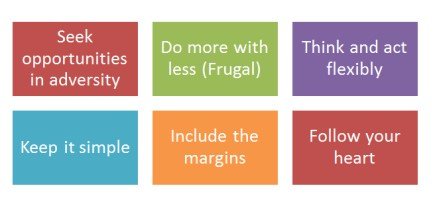 Seek
opportunities
in adversity
Do more with
less (Frugal)
Think and act
flexibly
Keep it simple
Include the
margins
Follow your
heart